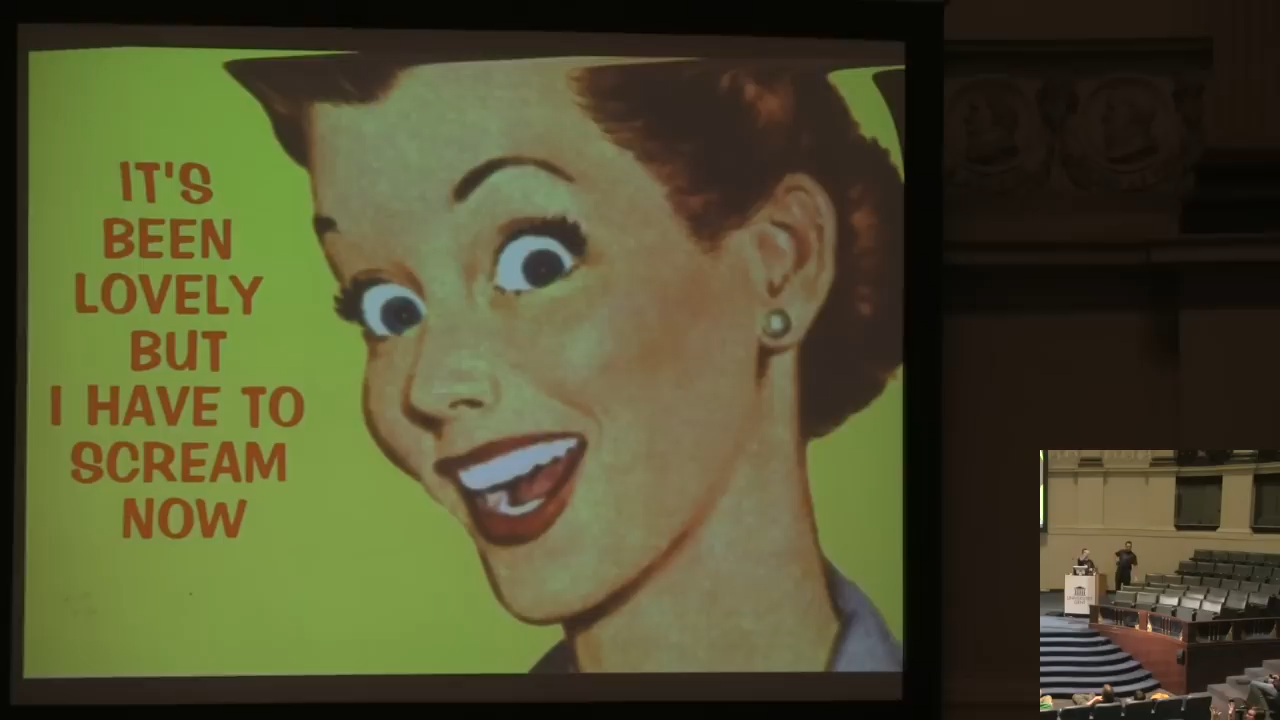 IT'S
BEEN
LOVELY
BUT
I HAVE TO
SCREAM
NOW